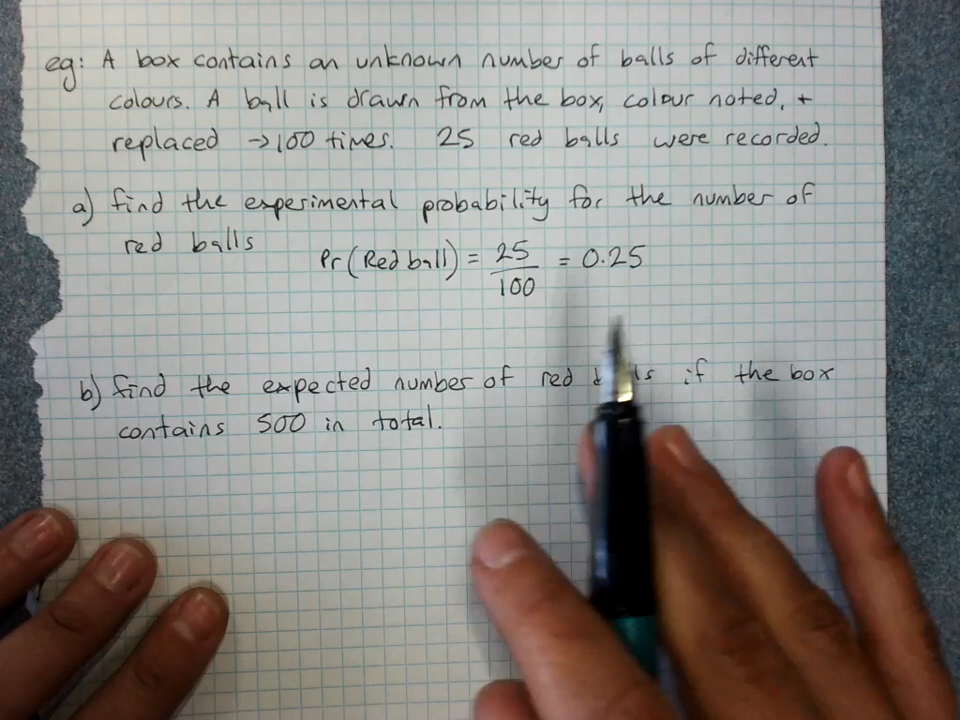 eg: A box contains an unknown number of balls of different
colours. A ball is drawn from the box, colour noted, +
replaced → 100 times. 25 red balls were recorded.
a) find the experimental probability for the number of
red balls
Pr(Red ball) = 25/100 = 0.25
b) find the expected number of red if the box
contains 500 in total.